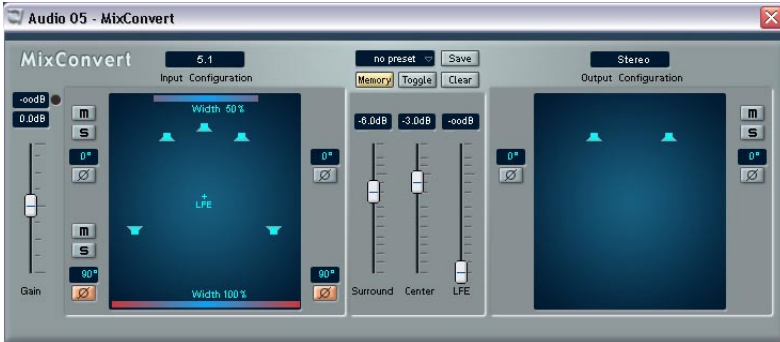 Audio 05 - MixConvert
MixConvert
5.1
Input Configuration
no preset
Save
Memory
Toggle
Clear
Stereo
Output Configuration
-oodB
0.0dB
Gain
m
S
0°
Ø
m
S
90°
Ø
Width 50%
LFE
Width 100%
0°
Ø
90°
Ø
-6.0dB
-3.0dB
-oodB
Surround
Center
LFE
0°
Ø
m
S
0°
Ø